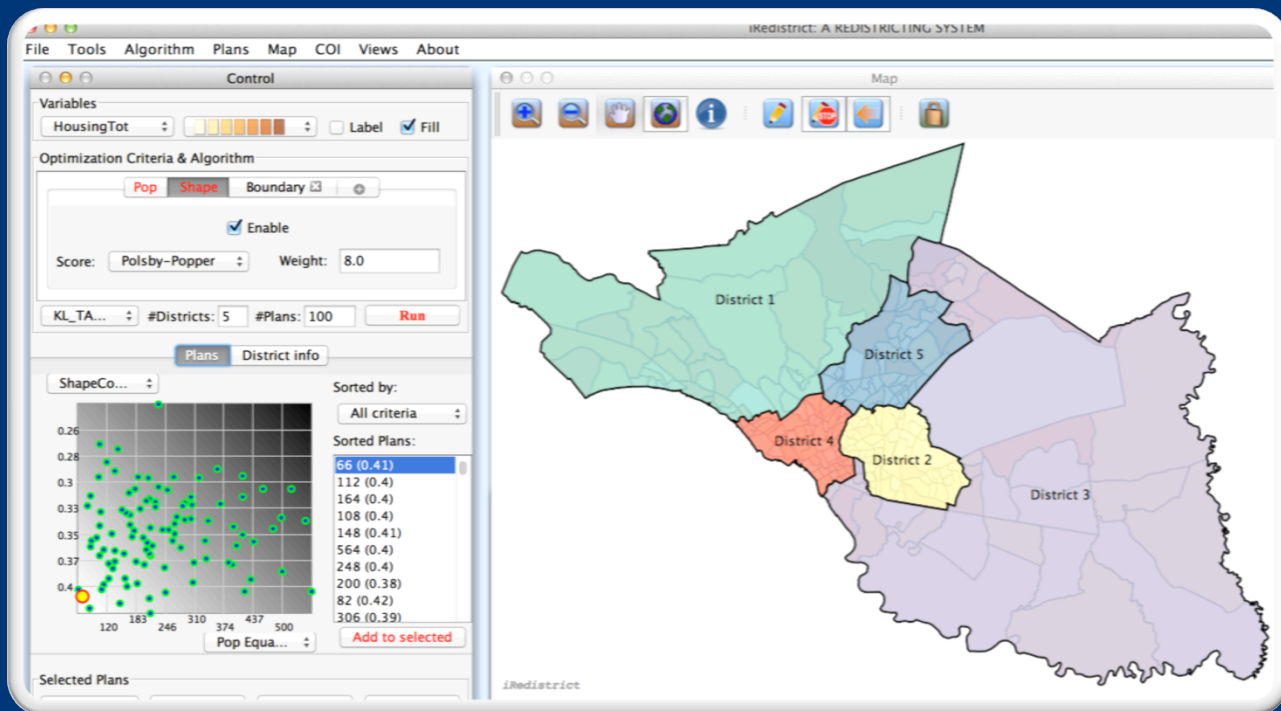 iRedistrict: A REDISTRICTING SYSTEM
File Tools Algorithm Plans Map COI Views About
Control
Variables
HousingTot Label Fill
Optimization Criteria & Algorithm
Pop Shape Boundary
Enable
Score: Polsby-Popper Weight: 8.0
KL_TA... #Districts: 5 #Plans: 100 Run
Plans District info
ShapeCo...
Sorted by:
All criteria
Sorted Plans:
66 (0.41)
112 (0.4)
164 (0.4)
108 (0.4)
148 (0.41)
564 (0.4)
248 (0.4)
200 (0.38)
82 (0.42)
306 (0.39)
Add to selected
0.26
0.28
0.3
0.33
0.35
0.37
0.4
120 183 246 310 374 437 500
Pop Equa...
Selected Plans
Map
STOP
District 1
District 5
District 4
District 2
District 3
iRedistrict